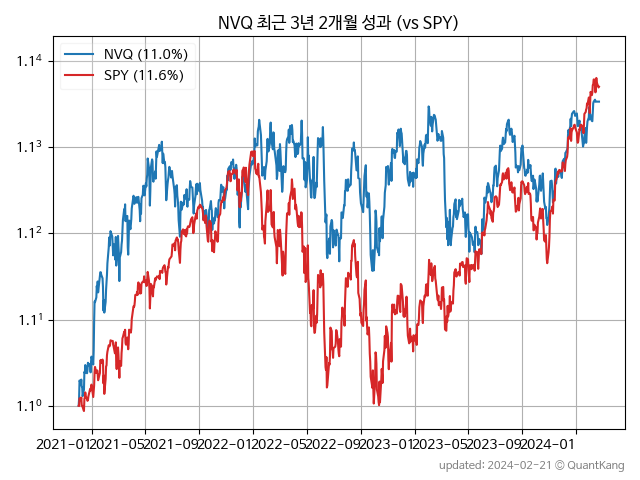 NVQ 최근 3년 2개월 성과 (vs SPY)
NVQ (11.0%)
SPY (11.6%)
1.1⁴
1.1³
1.1²
1.1¹
1.1⁰
2021-01 2021-05 2021-09 2022-01 2022-05 2022-09 2023-01 2023-05 2023-09 2024-01
updated: 2024-02-21 © QuantKang